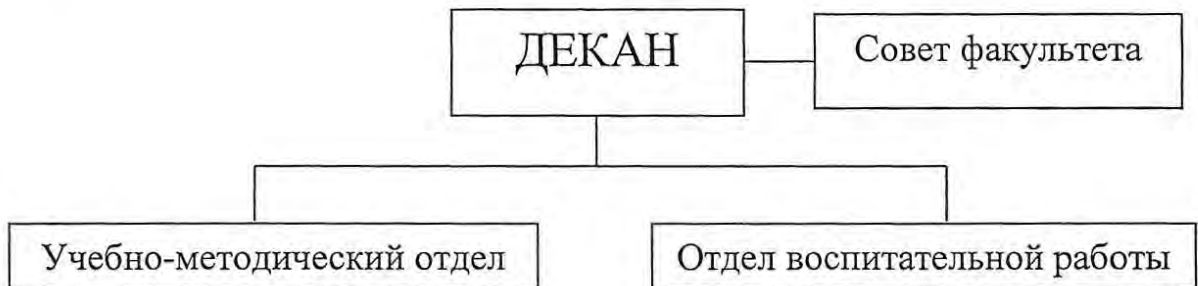 ДЕКАН
Совет факультета
Учебно-методический отдел
Отдел воспитательной работы